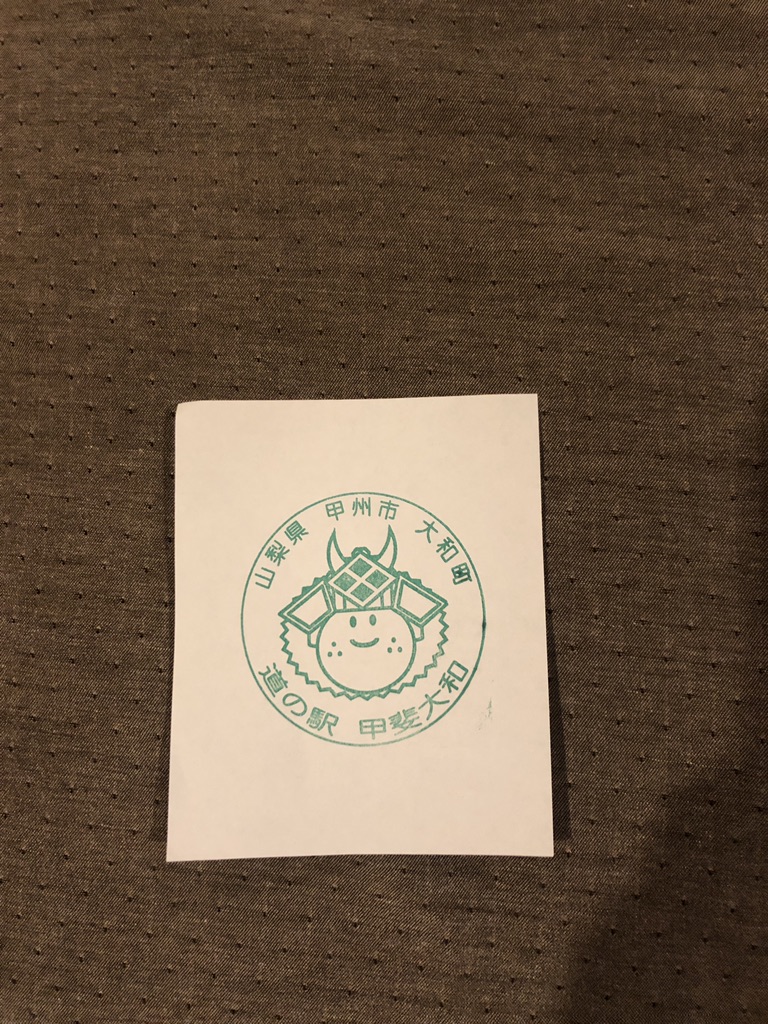 山梨県 甲州市 大和町
道の駅 甲斐大和